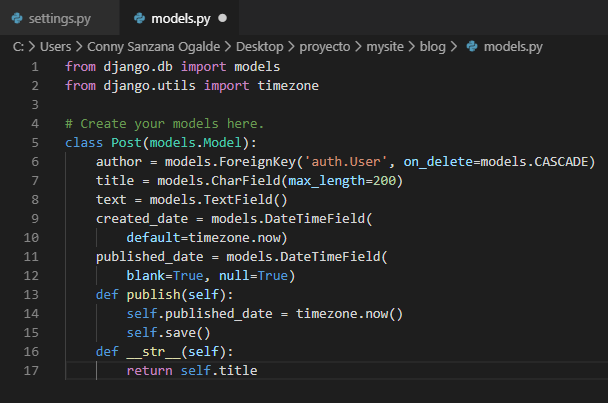 settings.py models.py
C: > Users > Conny Sanzana Ogalde > Desktop > proyecto > mysite > blog > models.py
1 from django.db import models
2 from django.utils import timezone
3
4 # Create your models here.
5 class Post(models.Model):
6     author = models.ForeignKey('auth.User', on_delete=models.CASCADE)
7     title = models.CharField(max_length=200)
8     text = models.TextField()
9     created_date = models.DateTimeField(
10         default=timezone.now)
11     published_date = models.DateTimeField(
12         blank=True, null=True)
13     def publish(self):
14         self.published_date = timezone.now()
15         self.save()
16     def __str__(self):
17         return self.title